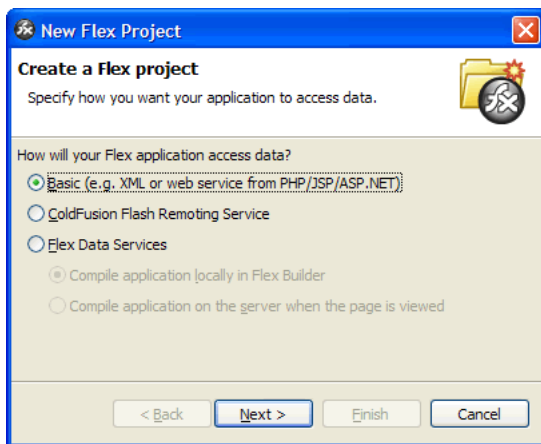 New Flex Project
Create a Flex project
Specify how you want your application to access data.
How will your Flex application access data?
Basic (e.g. XML or web service from PHP/JSP/ASP.NET)
ColdFusion Flash Remoting Service
Flex Data Services
Compile application locally in Flex Builder
Compile application on the server when the page is viewed
< Back Next > Finish Cancel